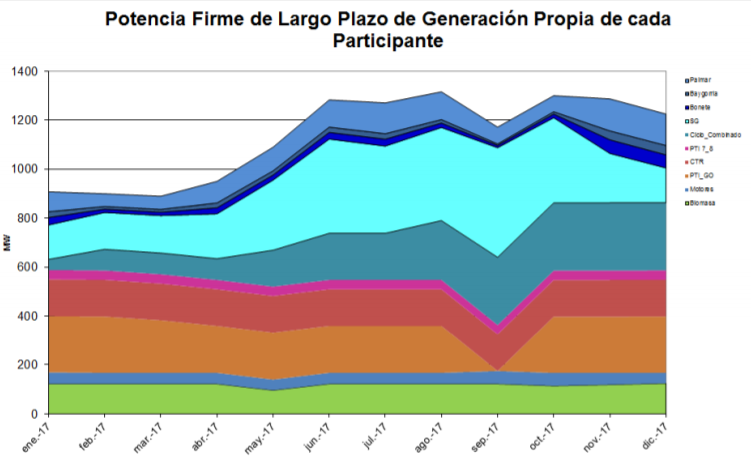 Potencia Firme de Largo Plazo de Generación Propia de cada
Participante
1400
1200
1000
800
600
400
200
0
MW
ene.-17
feb.-17
mar.-17
abr.-17
may.-17
jun.-17
jul.-17
ago.-17
sep.-17
oct.-17
nov.-17
dic.-17
Palmar
Baygorria
Bonete
SG
Ciclo_Combinado
PTI 7_8
CTR
PTI_GO
Motores
Biomasa